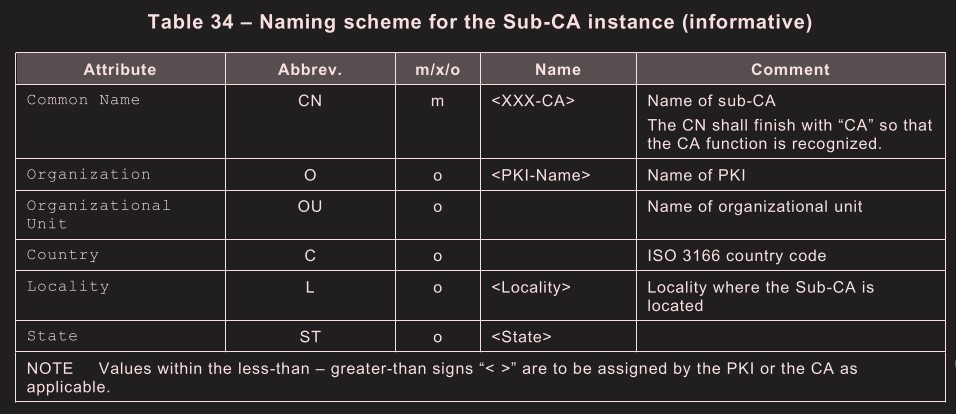 Table 34 – Naming scheme for the Sub-CA instance (informative)
Attribute Abbrev. m/x/o Name Comment
Common Name CN m <XXX-CA> Name of sub-CA
The CN shall finish with “CA” so that
the CA function is recognized.
Organization O o <PKI-Name> Name of PKI
Organizational OU o Name of organizational unit
Unit
Country C o ISO 3166 country code
Locality L o <Locality> Locality where the Sub-CA is
located
State ST o <State>
NOTE Values within the less-than – greater-than signs “< >” are to be assigned by the PKI or the CA as
applicable.